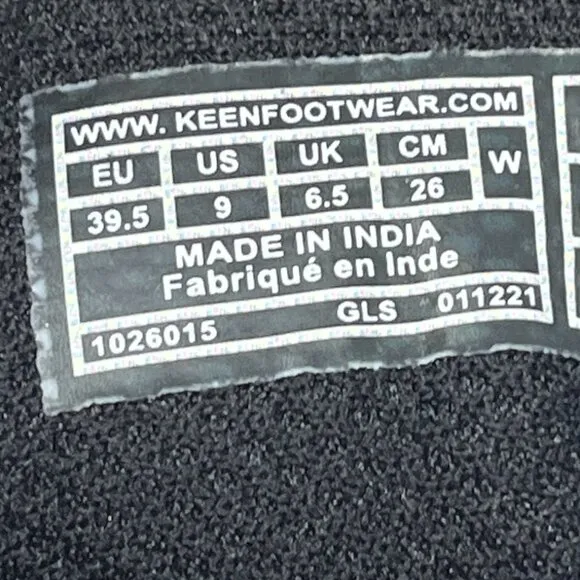 WWW. KEENFOOTWEAR.COM
EU US UK CM W
39.5 9 6.5 26
MADE IN INDIA
Fabriqué en Inde
1026015 GLS 011221